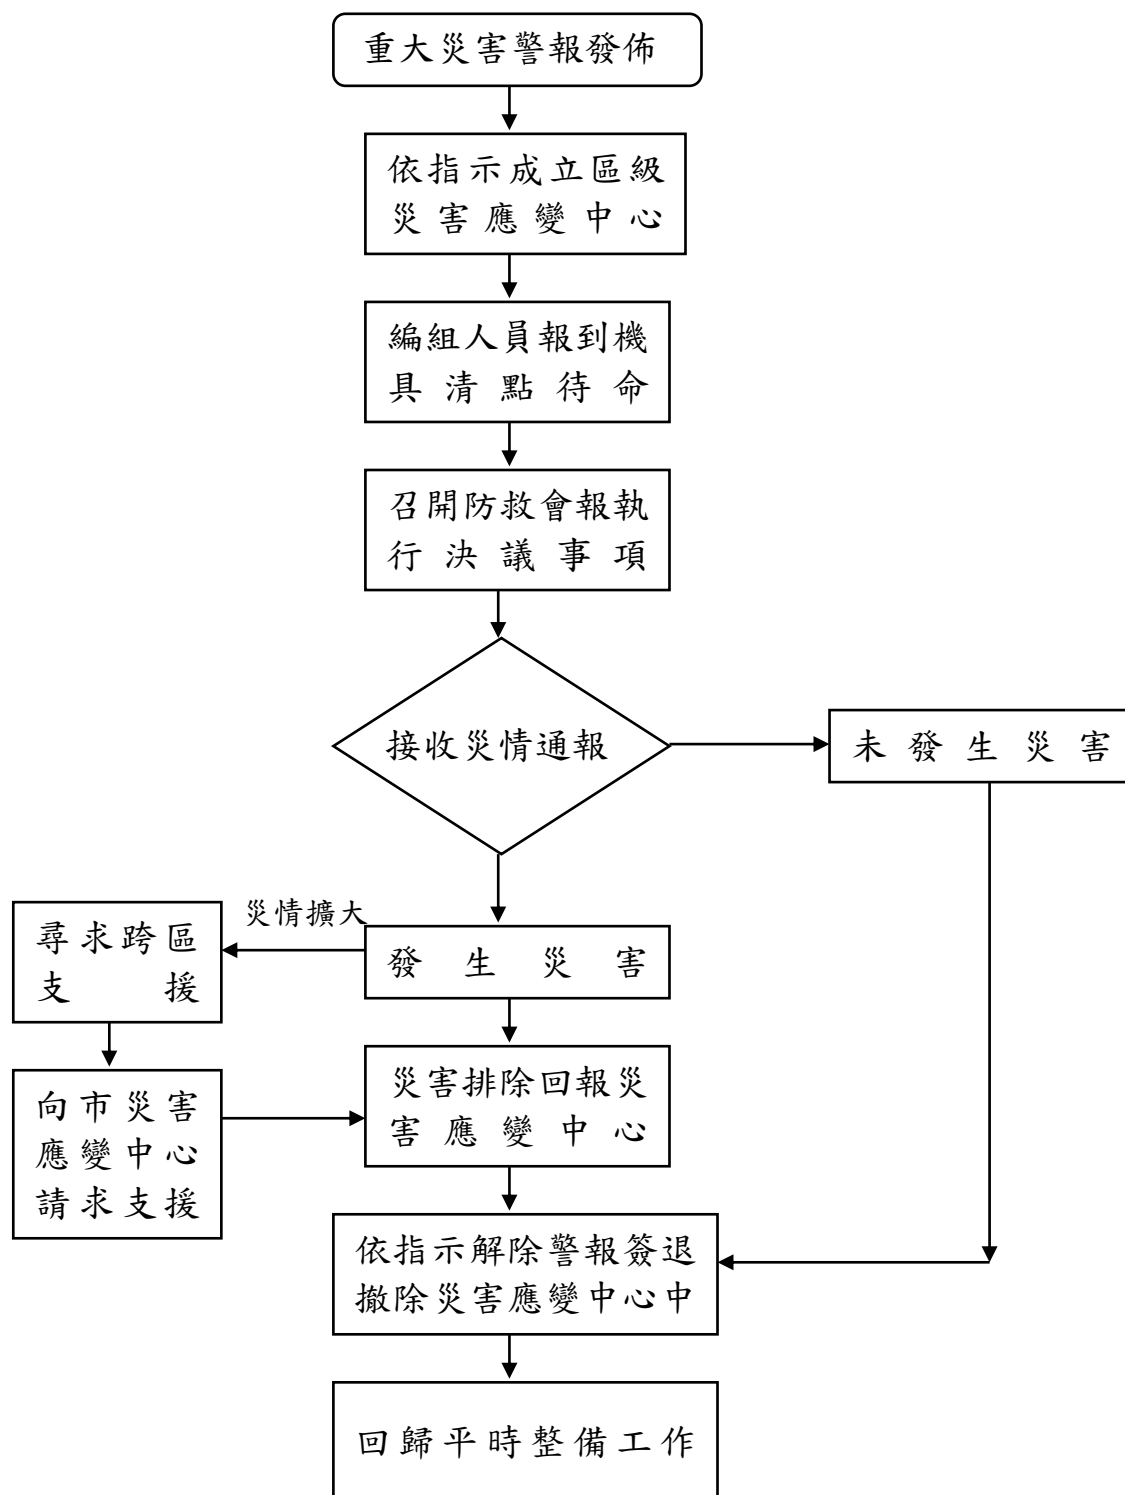 重大災害警報發佈
依指示成立區級
災害應變中心
編組人員報到機
具清點待命
召開防救會報執
行決議事項
接收災情通報
未發生災害
災情擴大
尋求跨區
支援
發生災害
向市災害
應變中心
請求支援
災害排除回報災
害應變中心
依指示解除警報簽退
撤除災害應變中心中
回歸平時整備工作